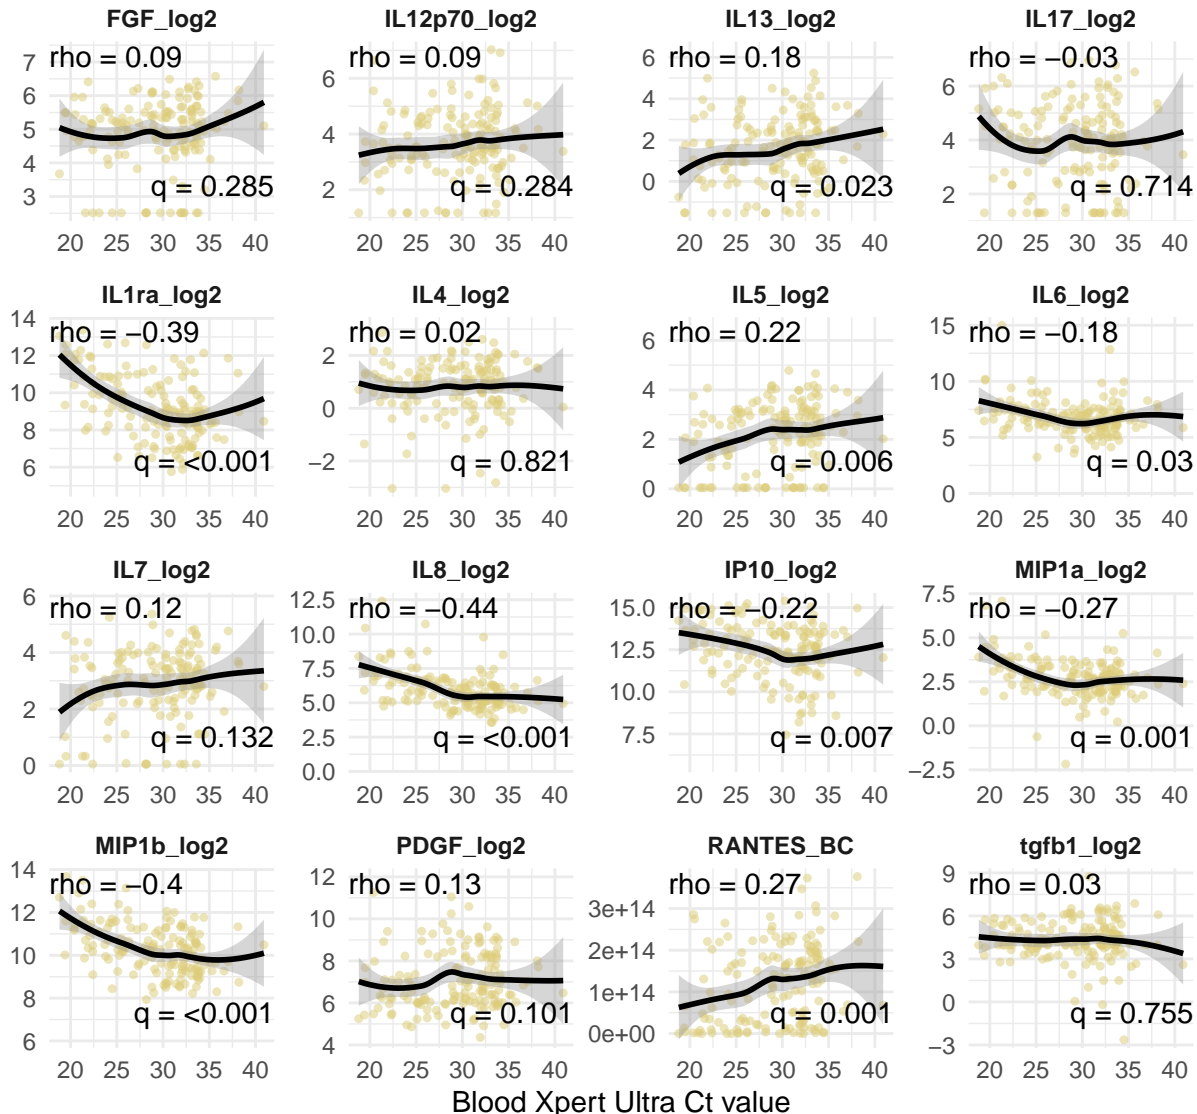 FGF_log2
IL12p70_log2
IL13_log2
IL17_log2
rho = 0.09
rho = 0.09
rho = 0.18
rho = −0.03
q = 0.285
q = 0.284
q = 0.023
q = 0.714
7
6
5
4
3
6
4
2
6
4
2
0
6
4
2
20 25 30 35 40
20 25 30 35 40
20 25 30 35 40
20 25 30 35 40
IL1ra_log2
IL4_log2
IL5_log2
IL6_log2
rho = −0.39
rho = 0.02
rho = 0.22
rho = −0.18
q = <0.001
q = 0.821
q = 0.006
q = 0.03
14
12
10
8
6
2
0
−2
6
4
2
0
15
10
5
0
20 25 30 35 40
20 25 30 35 40
20 25 30 35 40
20 25 30 35 40
IL7_log2
IL8_log2
IP10_log2
MIP1a_log2
rho = 0.12
rho = −0.44
rho = −0.22
rho = −0.27
q = 0.132
q = <0.001
q = 0.007
q = 0.001
6
4
2
0
12.5
10.0
7.5
5.0
2.5
0.0
15.0
12.5
10.0
7.5
7.5
5.0
2.5
0.0
−2.5
20 25 30 35 40
20 25 30 35 40
20 25 30 35 40
20 25 30 35 40
MIP1b_log2
PDGF_log2
RANTES_BC
tgfb1_log2
rho = −0.4
rho = 0.13
rho = 0.27
rho = 0.03
q = <0.001
q = 0.101
q = 0.001
q = 0.755
14
12
10
8
6
12
10
8
6
4
3e+14
2e+14
1e+14
0e+00
9
6
3
0
−3
20 25 30 35 40
20 25 30 35 40
20 25 30 35 40
20 25 30 35 40
Blood Xpert Ultra Ct value